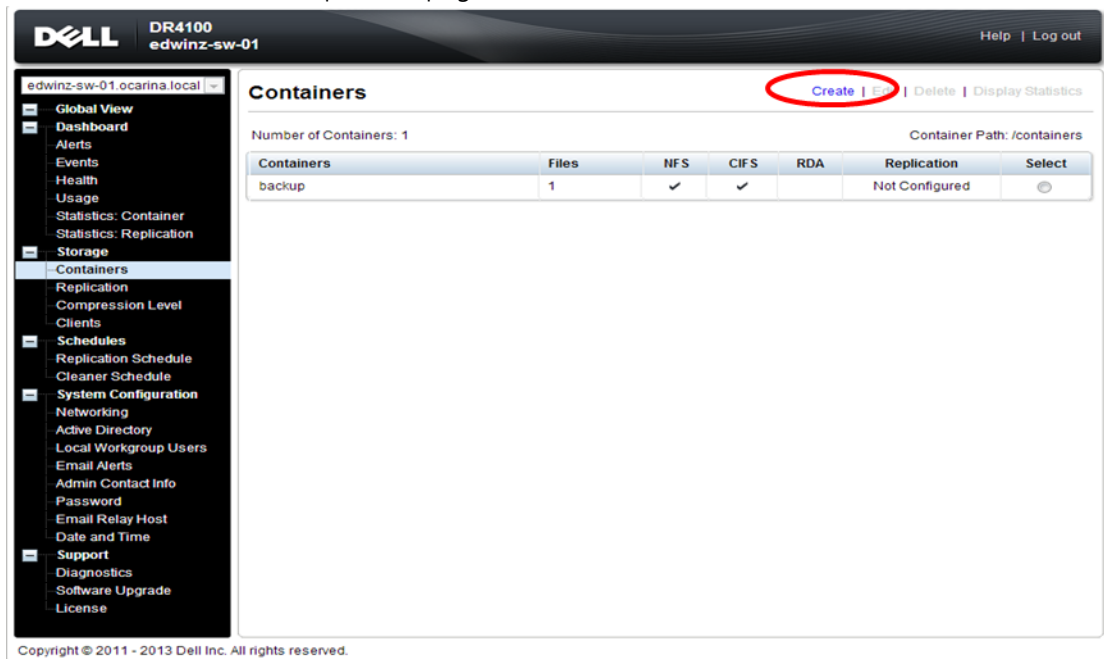 DELL
DR4100
edwinz-sw-01
Help | Log out
edwinz-sw-01.ocarina.local
Global View
Dashboard
Alerts
Events
Health
Usage
Statistics: Container
Statistics: Replication
Storage
Containers
Replication
Compression Level
Clients
Schedules
Replication Schedule
Cleaner Schedule
System Configuration
Networking
Active Directory
Local Workgroup Users
Email Alerts
Admin Contact Info
Password
Email Relay Host
Date and Time
Support
Diagnostics
Software Upgrade
License
Containers
Create | Edit | Delete | Display Statistics
Number of Containers: 1
Container Path: /containers
Containers Files NFS CIFS RDA Replication Select
backup 1 ✔ ✔ Not Configured
Copyright © 2011 - 2013 Dell Inc. All rights reserved.